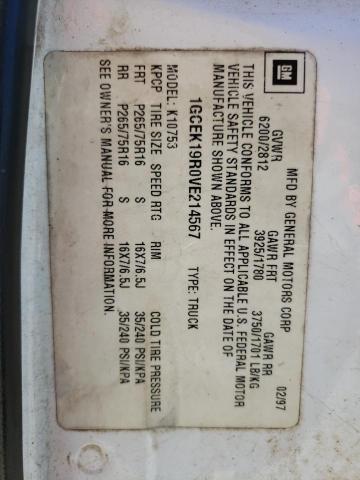 GM
MFD BY GENERAL MOTORS CORP 02/97
GVWR GAWR FRT GAWR RR
6200/2812 3925/1780 3750/1701 LB/KG
THIS VEHICLE CONFORMS TO ALL APPLICABLE U.S. FEDERAL MOTOR
VEHICLE SAFETY STANDARDS IN EFFECT ON THE DATE OF
MANUFACTURE SHOWN ABOVE.
1GCEK19R0VE214567 TYPE: TRUCK
MODEL: K10753
KPCP TIRE SIZE SPEED RTG RIM COLD TIRE PRESSURE
FRT P265/75R16 S 16X7/6.5J 35/240 PSI/KPA
RR P265/75R16 S 16X7/6.5J 35/240 PSI/KPA
SEE OWNER'S MANUAL FOR MORE INFORMATION.